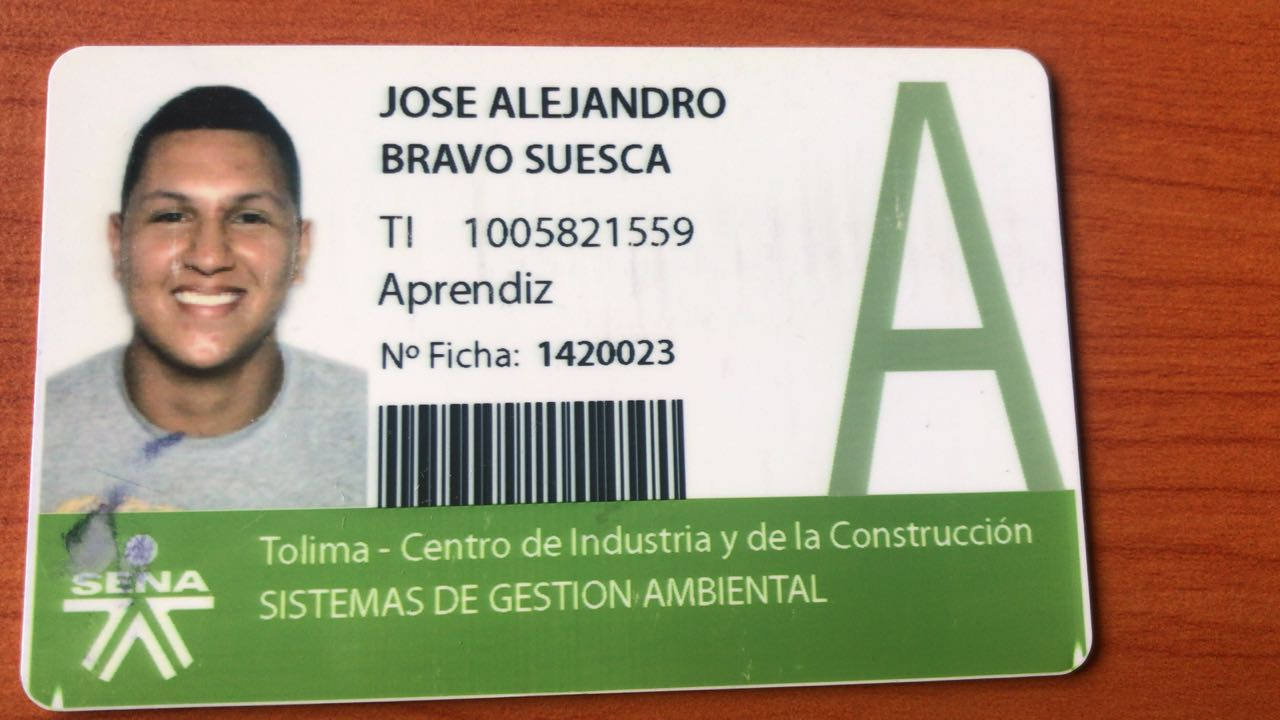 JOSE ALEJANDRO
BRAVO SUESCA
TI 1005821559
Aprendiz
Nº Ficha: 1420023
A
Tolima - Centro de Industria y de la Construcción
SISTEMAS DE GESTION AMBIENTAL
SENA